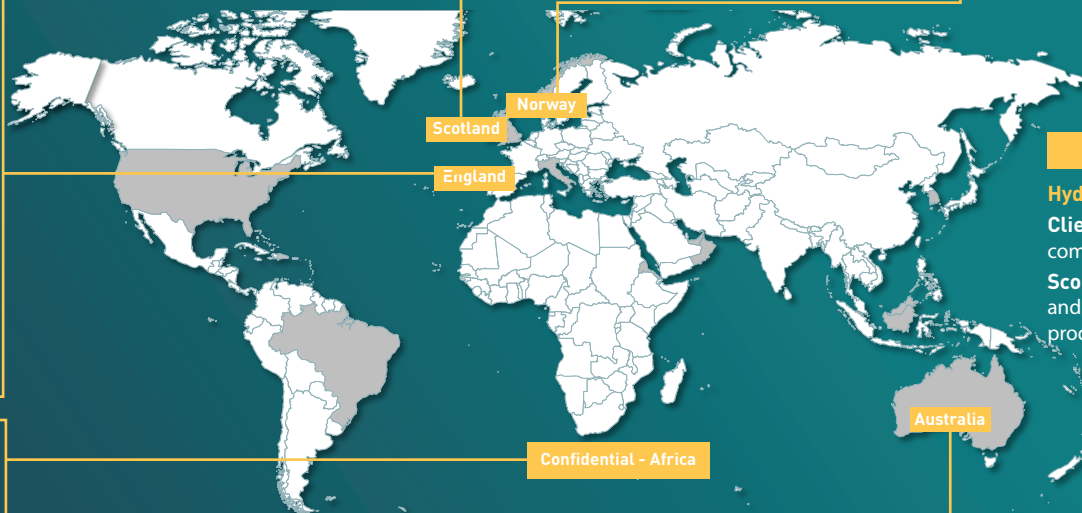 Norway
Scotland
England
Hyd
Clie
com
Sco
and
proc
Australia
Confidential - Africa